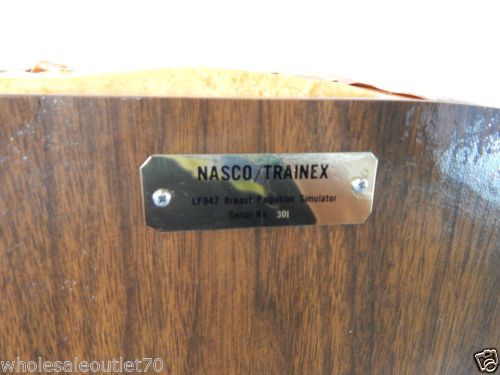 NASCO/TRAINEX
LF942 Breast Palpation Simulator
Serial No. 301
wholesaleoutlet70